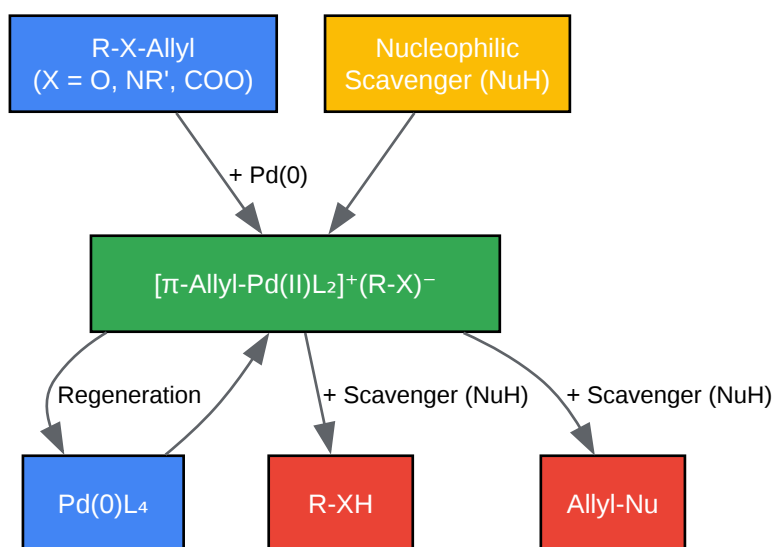 R-X-Allyl
(X = O, NR', COO)
Nucleophilic
Scavenger (NuH)
+ Pd(0)
[π-Allyl-Pd(II)L₂]⁺(R-X)⁻
Regeneration
+ Scavenger (NuH)
+ Scavenger (NuH)
Pd(0)L₄
R-XH
Allyl-Nu